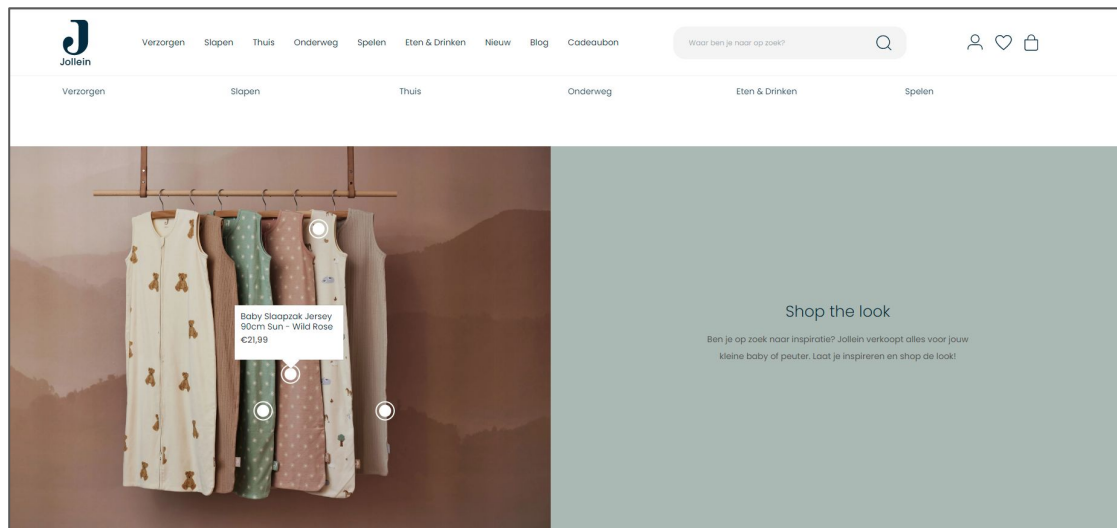 Jollein
Verzorgen Slapen Thuis Onderweg Spelen Eten & Drinken Nieuw Blog Cadeaubon
Waar ben je naar op zoek?
Verzorgen Slapen Thuis Onderweg Eten & Drinken Spelen
Baby Slaapzak Jersey
90cm Sun - Wild Rose
€21,99
Shop the look
Ben je op zoek naar inspiratie? Jollein verkoopt alles voor jouw
kleine baby of peuter. Laat je inspireren en shop de look!